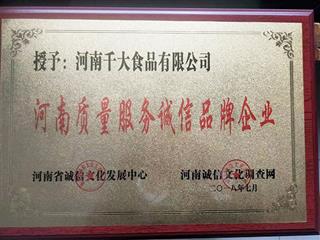 授予：河南千大食品有限公司
河南质量服务诚信品牌企业
河南省诚信文化发展中心
河南诚信文化调查网
二〇一八年七月